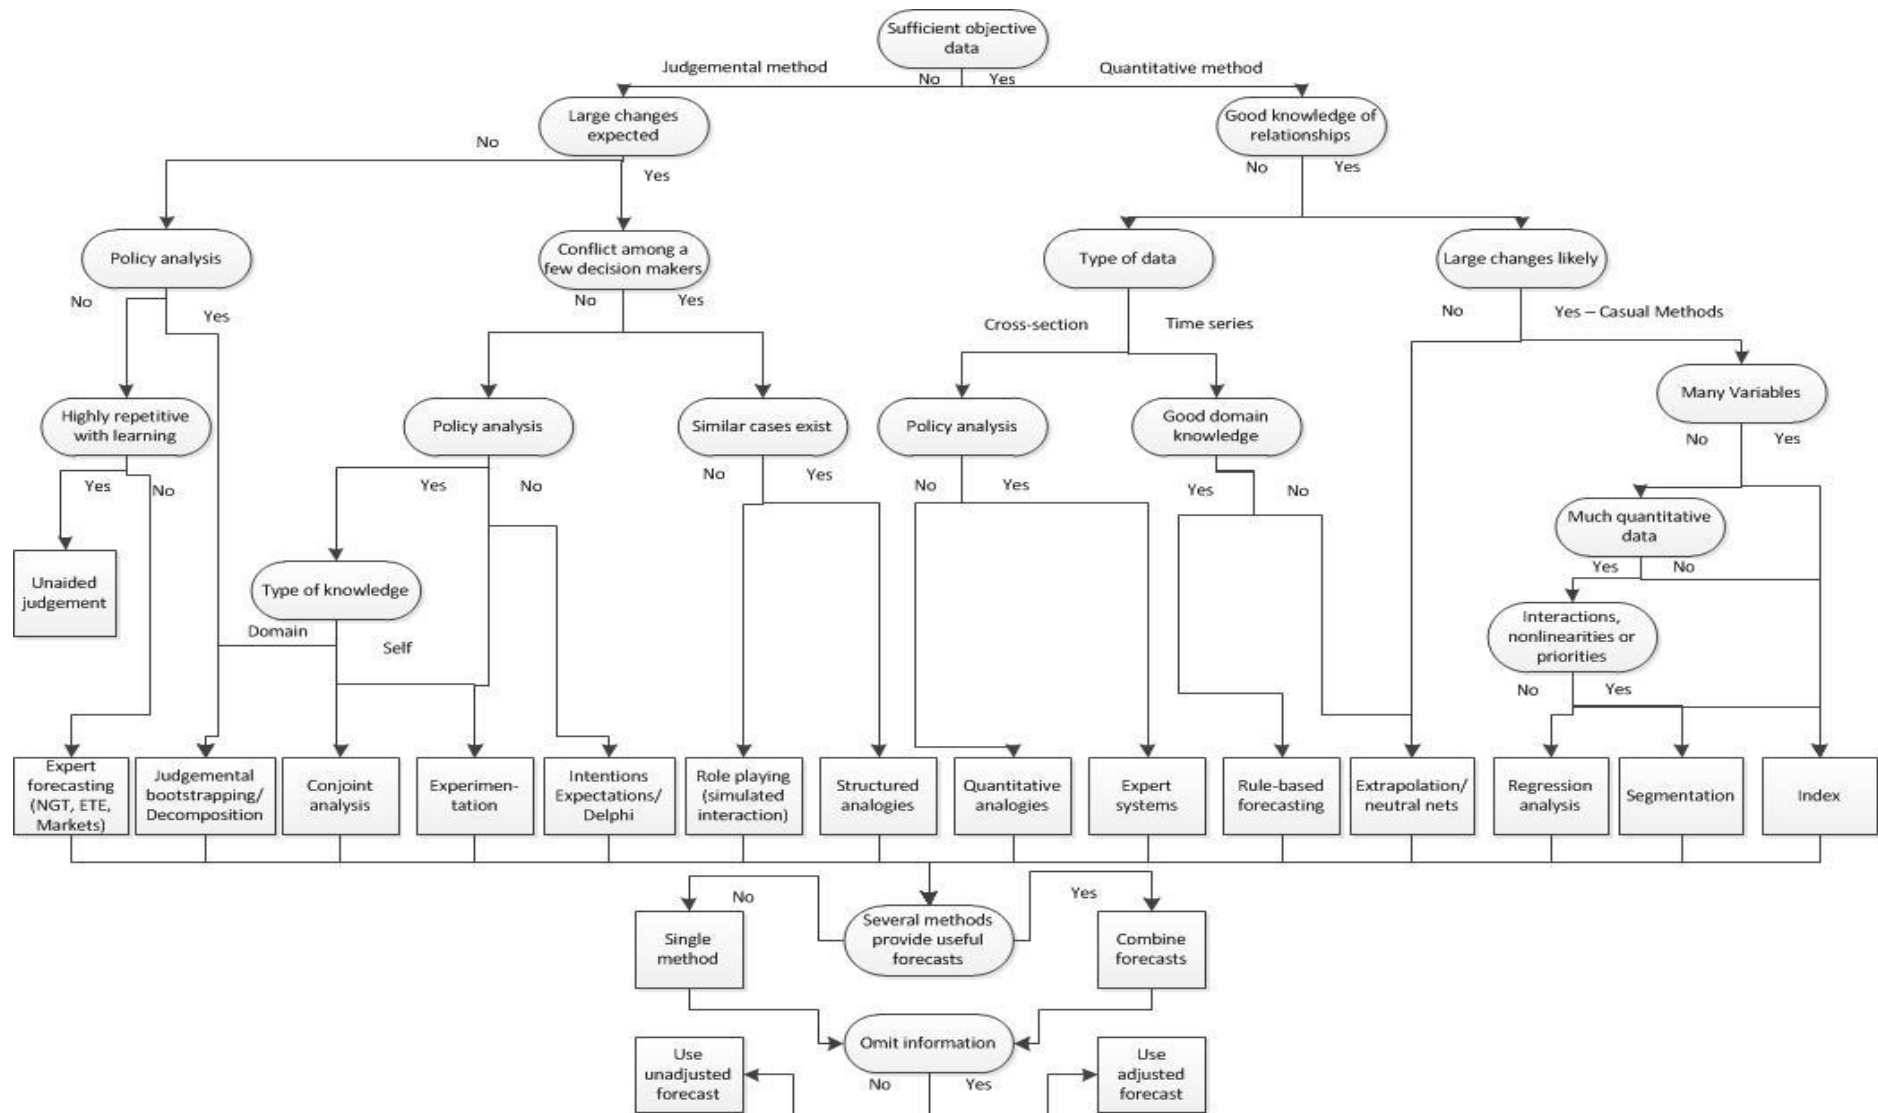 Sufficient objective
data
Judgemental method
No
Yes
Quantitative method
Large changes
expected
Good knowledge of
relationships
No
Yes
No
Yes
Policy analysis
Conflict among a
few decision makers
Type of data
Large changes likely
No
Yes
No
Yes
Cross-section
Time series
No
Yes – Casual Methods
Highly repetitive
with learning
Policy analysis
Similar cases exist
Policy analysis
Good domain
knowledge
Many Variables
No
Yes
Yes
No
Yes
No
No
Yes
No
Yes
Yes
No
Much quantitative
data
Unaided
judgement
Type of knowledge
Yes
No
Domain
Self
Interactions,
nonlinearities or
priorities
No
Yes
Expert
forecasting
(NGT, ETE,
Markets)
Judgemental
bootstrapping/
Decomposition
Conjoint
analysis
Experimen-
tation
Intentions
Expectations/
Delphi
Role playing
(simulated
interaction)
Structured
analogies
Quantitative
analogies
Expert
systems
Rule-based
forecasting
Extrapolation/
neutral nets
Regression
analysis
Segmentation
Index
No
Yes
Single
method
Several methods
provide useful
forecasts
Combine
forecasts
Omit information
Use
unadjusted
forecast
No
Yes
Use
adjusted
forecast